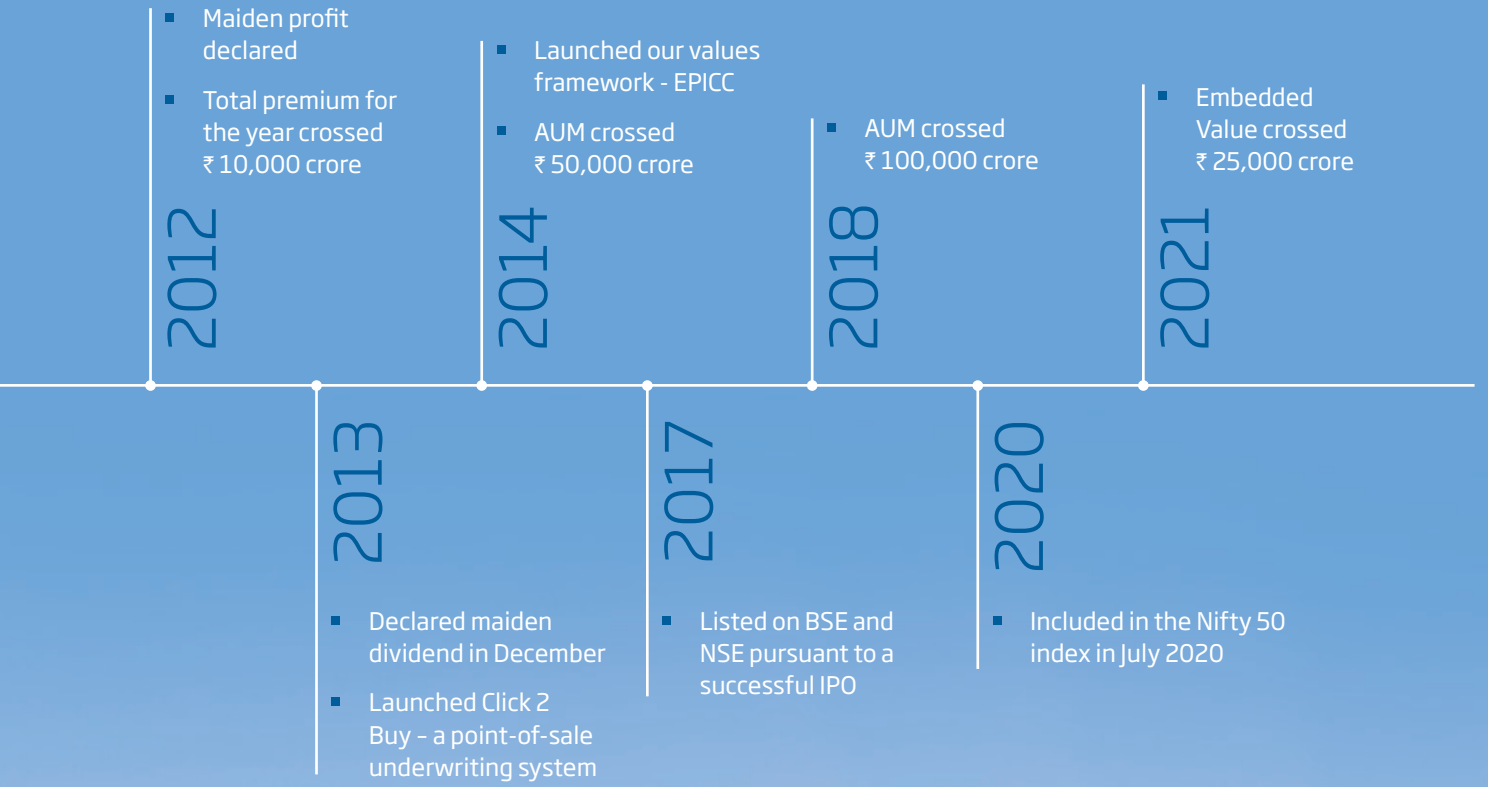 Maiden profit
declared
Total premium for
the year crossed
₹ 10,000 crore
2012
Declared maiden
dividend in December
Launched Click 2
Buy – a point-of-sale
underwriting system
2013
Launched our values
framework - EPICC
AUM crossed
₹ 50,000 crore
2014
Listed on BSE and
NSE pursuant to a
successful IPO
2017
AUM crossed
₹ 100,000 crore
2018
Included in the Nifty 50
index in July 2020
2020
Embedded
Value crossed
₹ 25,000 crore
2021